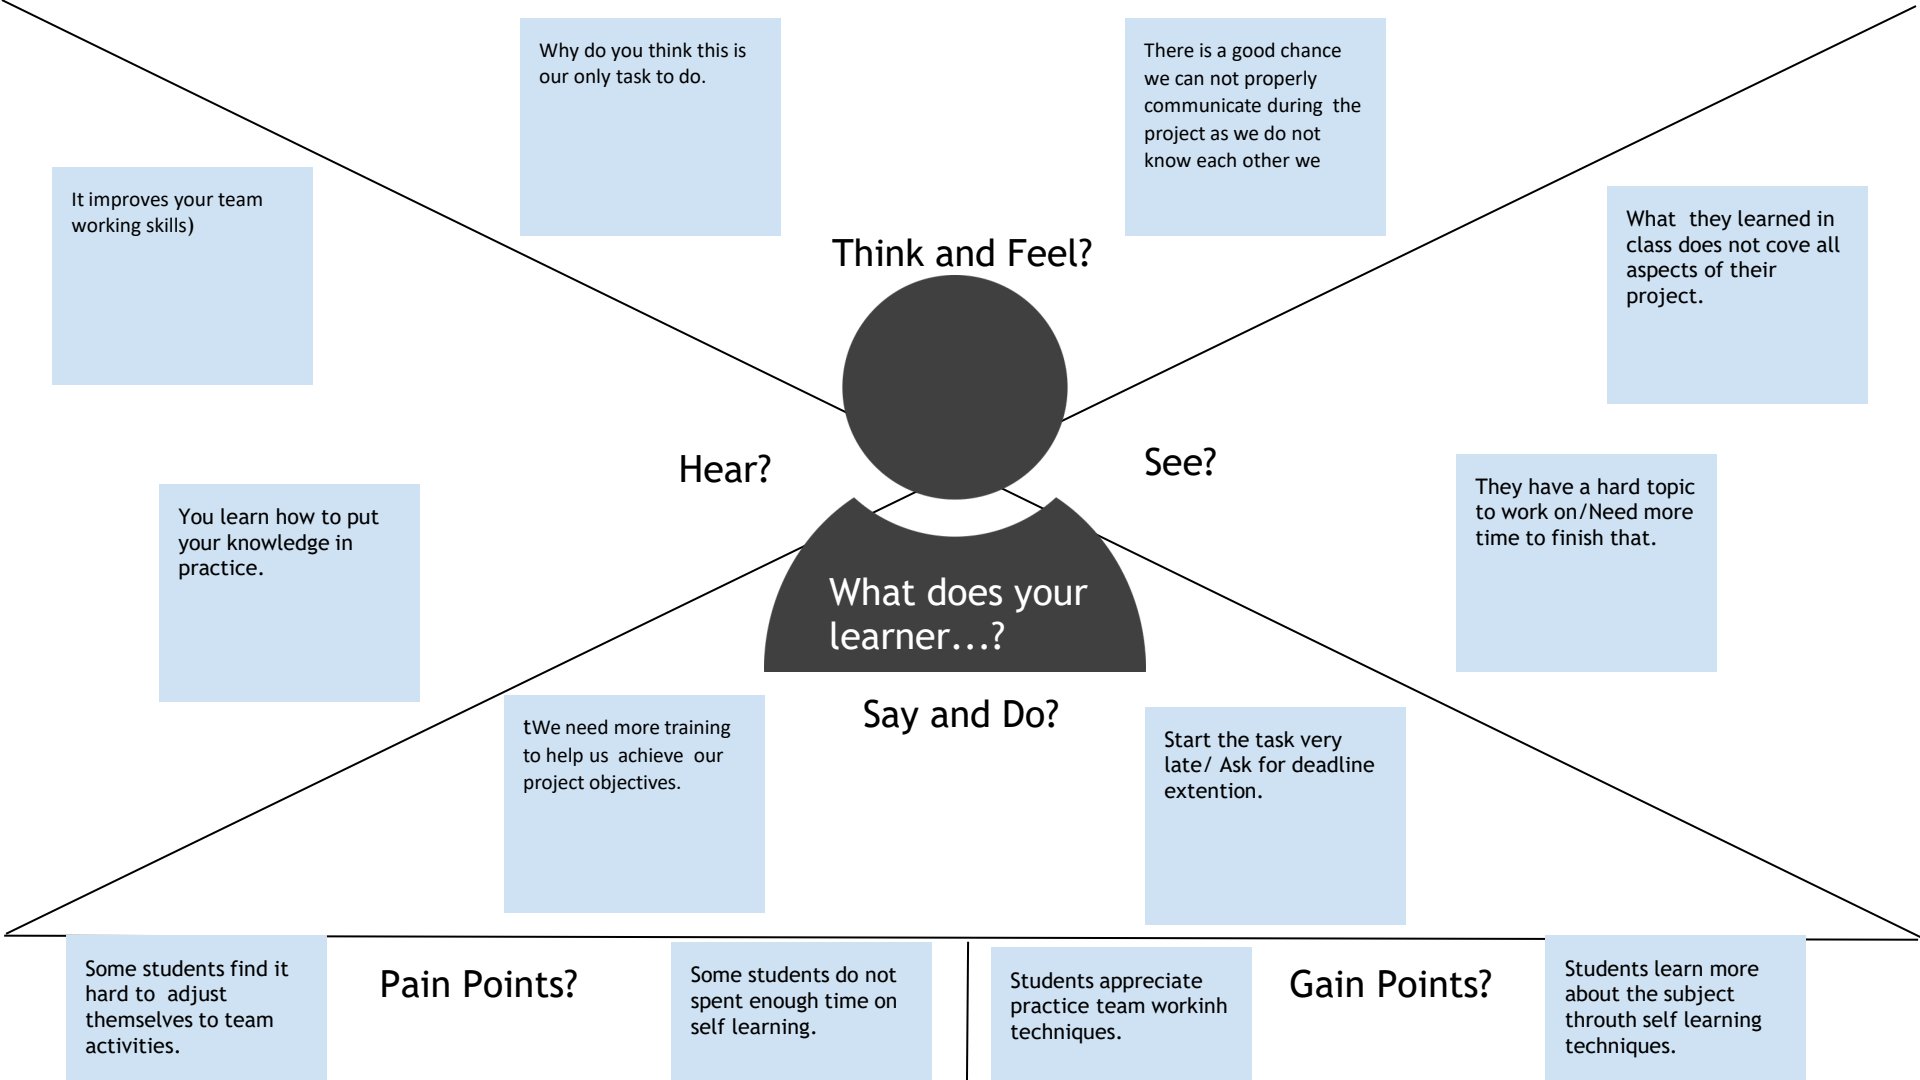 Why do you think this is
our only task to do.
There is a good chance
we can not properly
communicate during  the
project as we do not
know each other we
It improves your team
working skills)
What  they learned in
class does not cove all
aspects of their
project.
Think and Feel?
Hear?
See?
You learn how to put
your knowledge in
practice.
They have a hard topic
to work on/Need more
time to finish that.
What does your
learner...?
Say and Do?
tWe need more training
to help us  achieve  our
project objectives.
Start the task very
late/ Ask for deadline
extention.
Some students find it
hard to  adjust
themselves to team
activities.
Pain Points?
Some students do not
spent enough time on
self learning.
Students appreciate
practice team workinh
techniques.
Gain Points?
Students learn more
about the subject
throuth self learning
techniques.